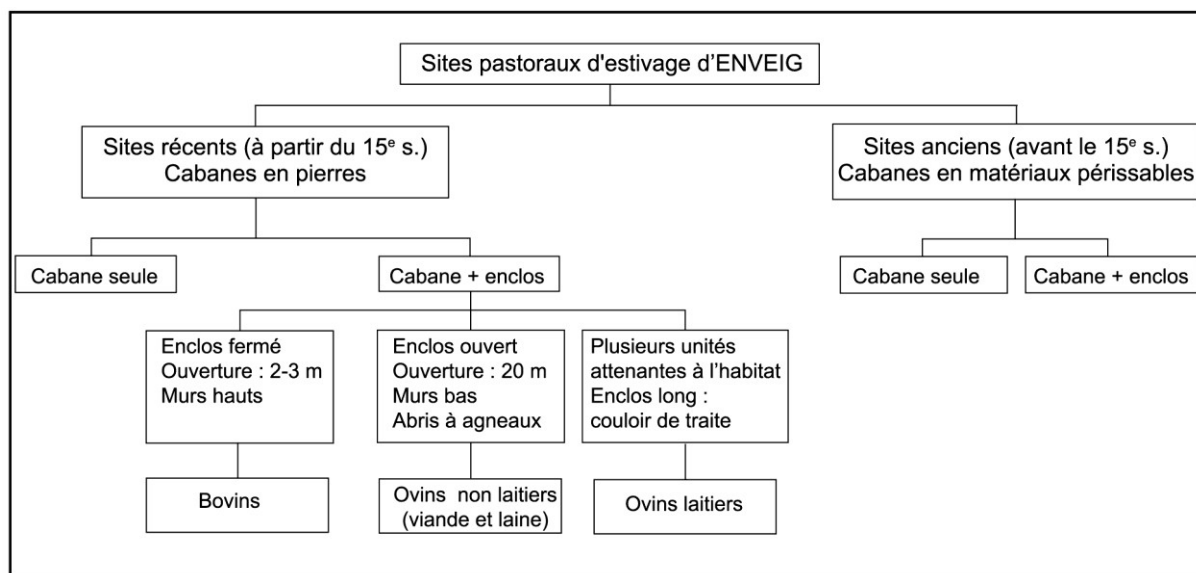 Sites pastoraux d'estivage d'ENVEIG
Sites récents (à partir du 15e s.)
Cabanes en pierres
Sites anciens (avant le 15e s.)
Cabanes en matériaux périssables
Cabane seule
Cabane + enclos
Cabane seule
Cabane + enclos
Enclos fermé
Ouverture : 2-3 m
Murs hauts
Enclos ouvert
Ouverture : 20 m
Murs bas
Abris à agneaux
Plusieurs unités
attenantes à l'habitat
Enclos long :
couloir de traite
Bovins
Ovins non laitiers
(viande et laine)
Ovins laitiers